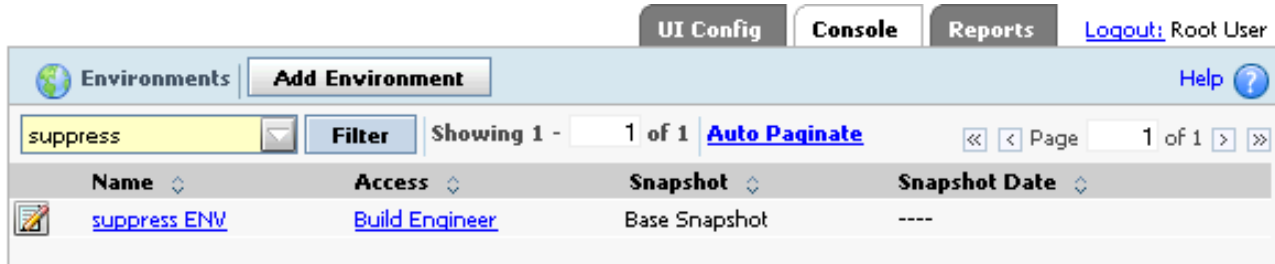 UI Config Console Reports Logout: Root User
Environments Add Environment Help ?
suppress Filter Showing 1 - 1 of 1 Auto Paginate << < Page 1 of 1 > >>
Name Access Snapshot Snapshot Date
suppress ENV Build Engineer Base Snapshot ----